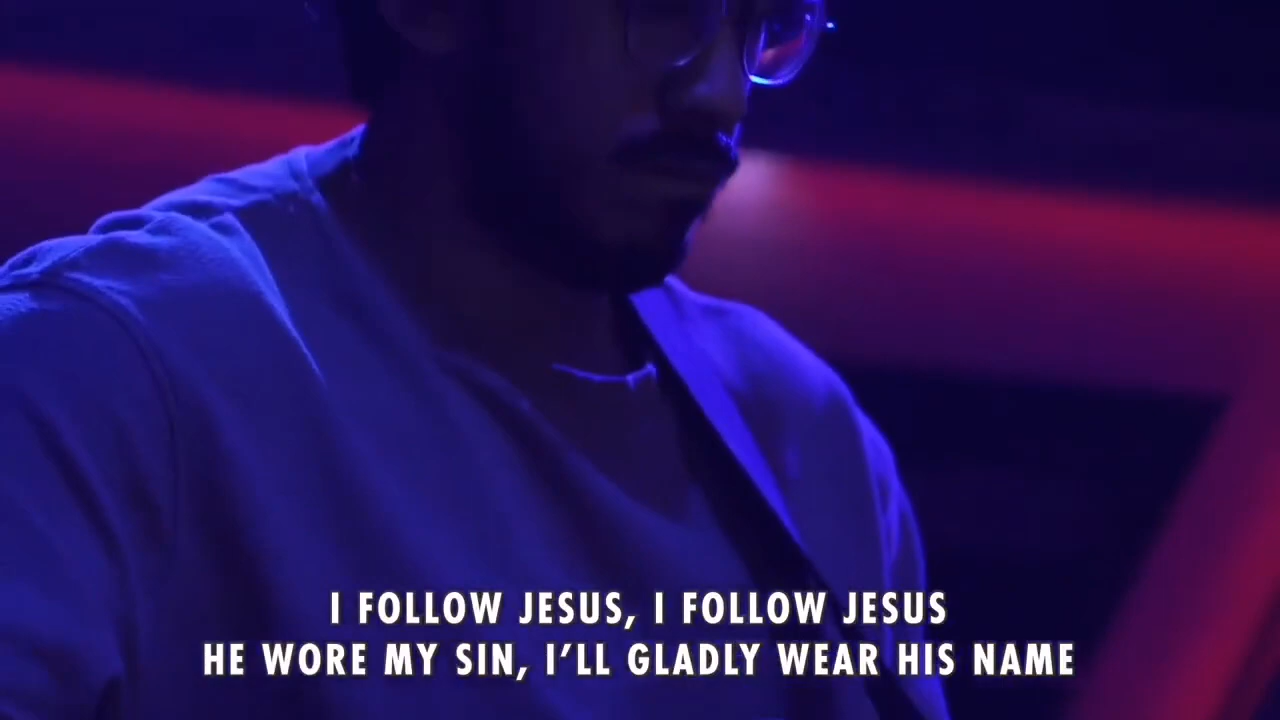 I FOLLOW JESUS, I FOLLOW JESUS
HE WORE MY SIN, I'LL GLADLY WEAR HIS NAME